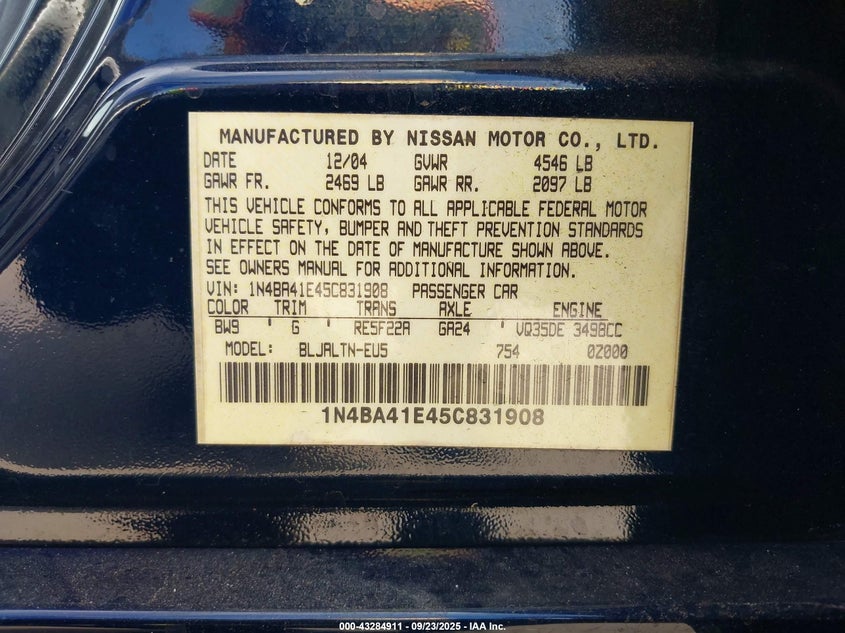 MANUFACTURED BY NISSAN MOTOR CO., LTD.
DATE 12/04 GVWR 4546 LB
GAWR FR. 2469 LB GAWR RR. 2097 LB
THIS VEHICLE CONFORMS TO ALL APPLICABLE FEDERAL MOTOR
VEHICLE SAFETY, BUMPER AND THEFT PREVENTION STANDARDS
IN EFFECT ON THE DATE OF MANUFACTURE SHOWN ABOVE.
SEE OWNERS MANUAL FOR ADDITIONAL INFORMATION.
VIN: 1N4BA41E45C831908 PASSENGER CAR
COLOR TRIM TRANS AXLE ENGINE
BW9 ' G ' RE5F22A GA24 ' VQ35DE 3498CC
MODEL: BLJALTN-EU5 754 0Z000
1N4BA41E45C831908
000-43284911 - 09/23/2025 - IAA Inc.